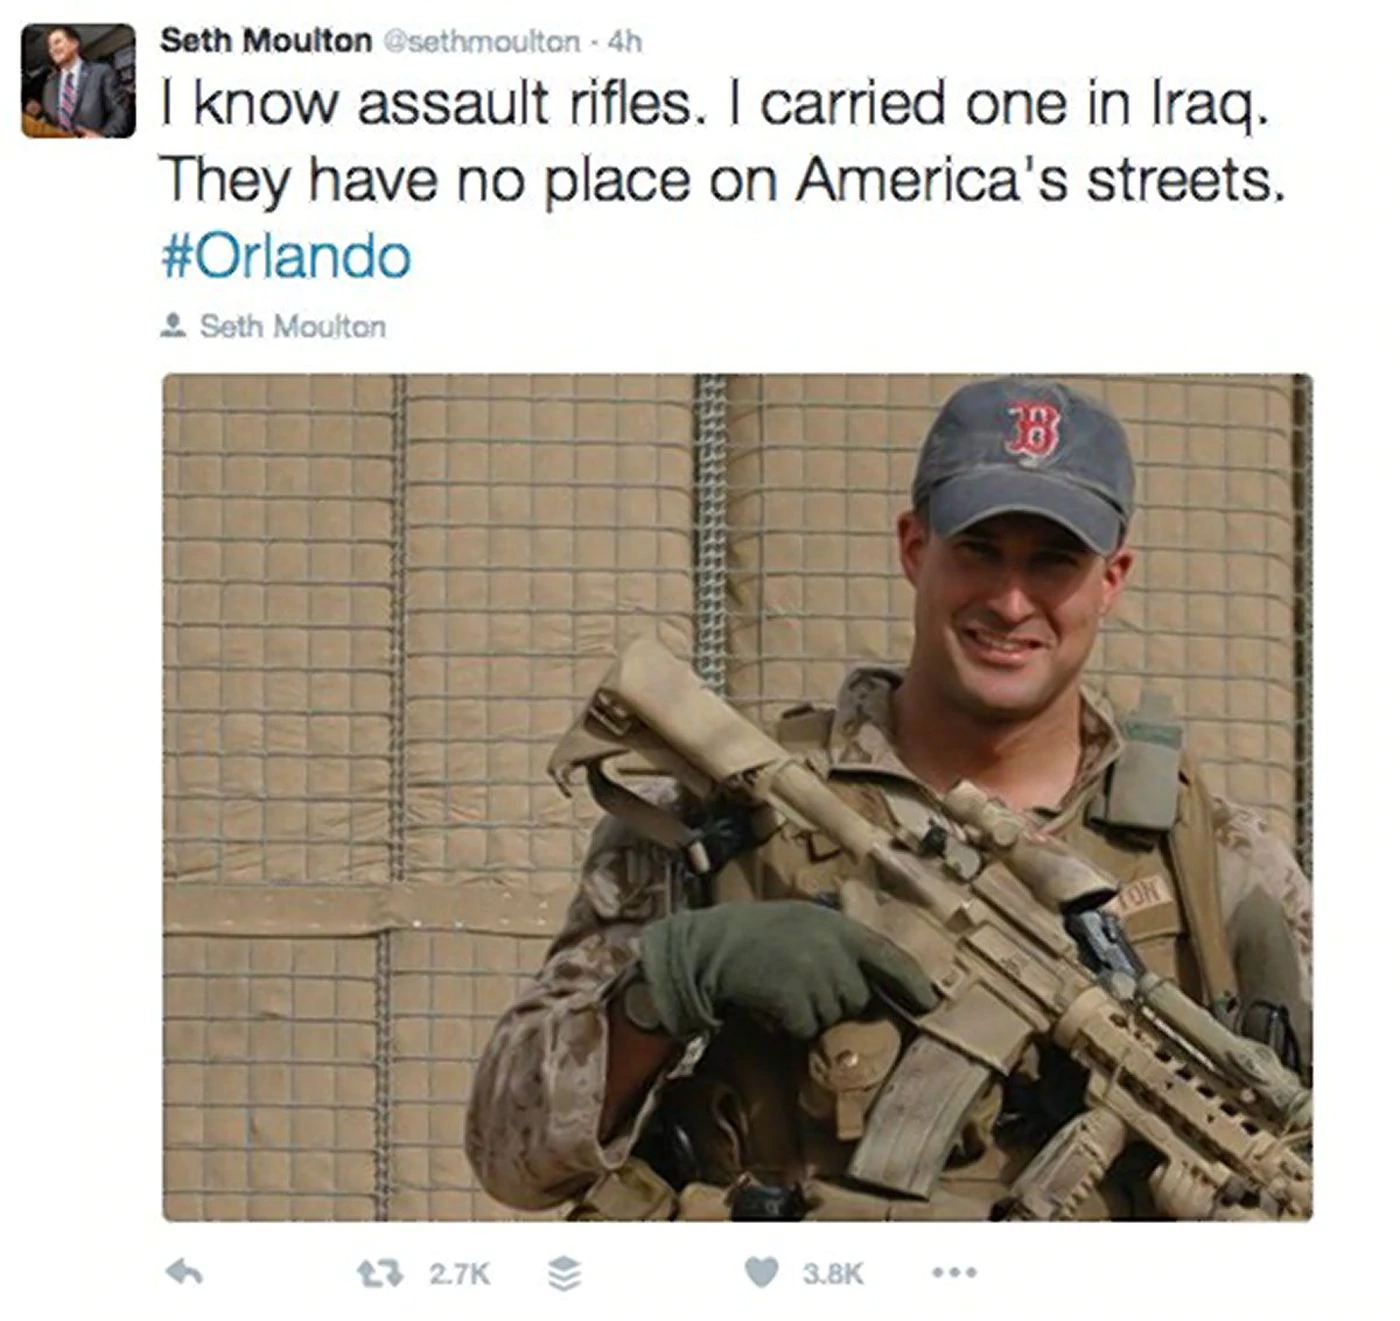 Seth Moulton @sethmoulton · 4h
I know assault rifles. I carried one in Iraq.
They have no place on America's streets.
#Orlando
Seth Moulton
B
TON
2.7K 3.8K